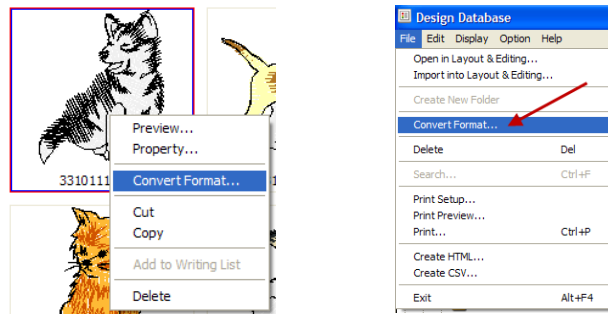 Preview...
Property...
Convert Format...
Cut
Copy
Add to Writing List
Delete
3310111
Design Database
File Edit Display Option Help
Open in Layout & Editing...
Import into Layout & Editing...
Create New Folder
Convert Format...
Delete Del
Search... Ctrl+F
Print Setup...
Print Preview...
Print... Ctrl+P
Create HTML...
Create CSV...
Exit Alt+F4